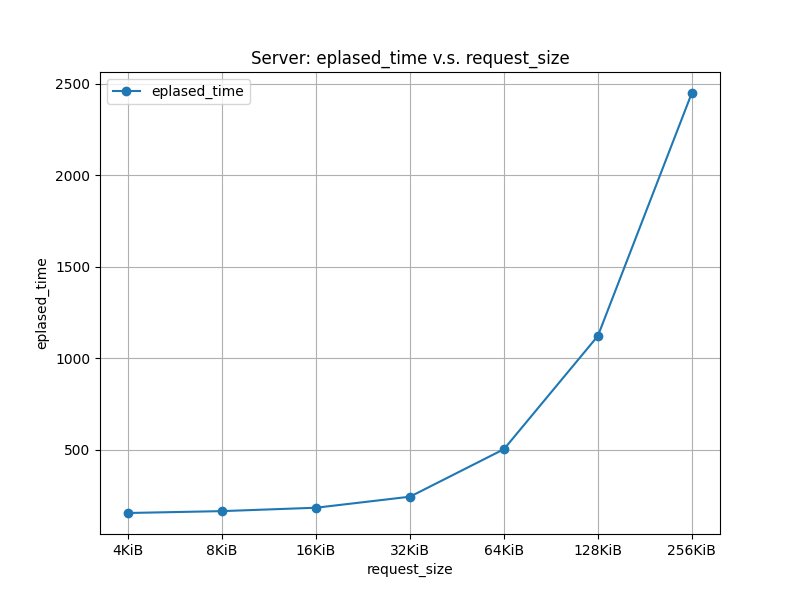 Server: eplased_time v.s. request_size
eplased_time
2500
2000
1500
1000
500
eplased_time
4KiB 8KiB 16KiB 32KiB 64KiB 128KiB 256KiB
request_size